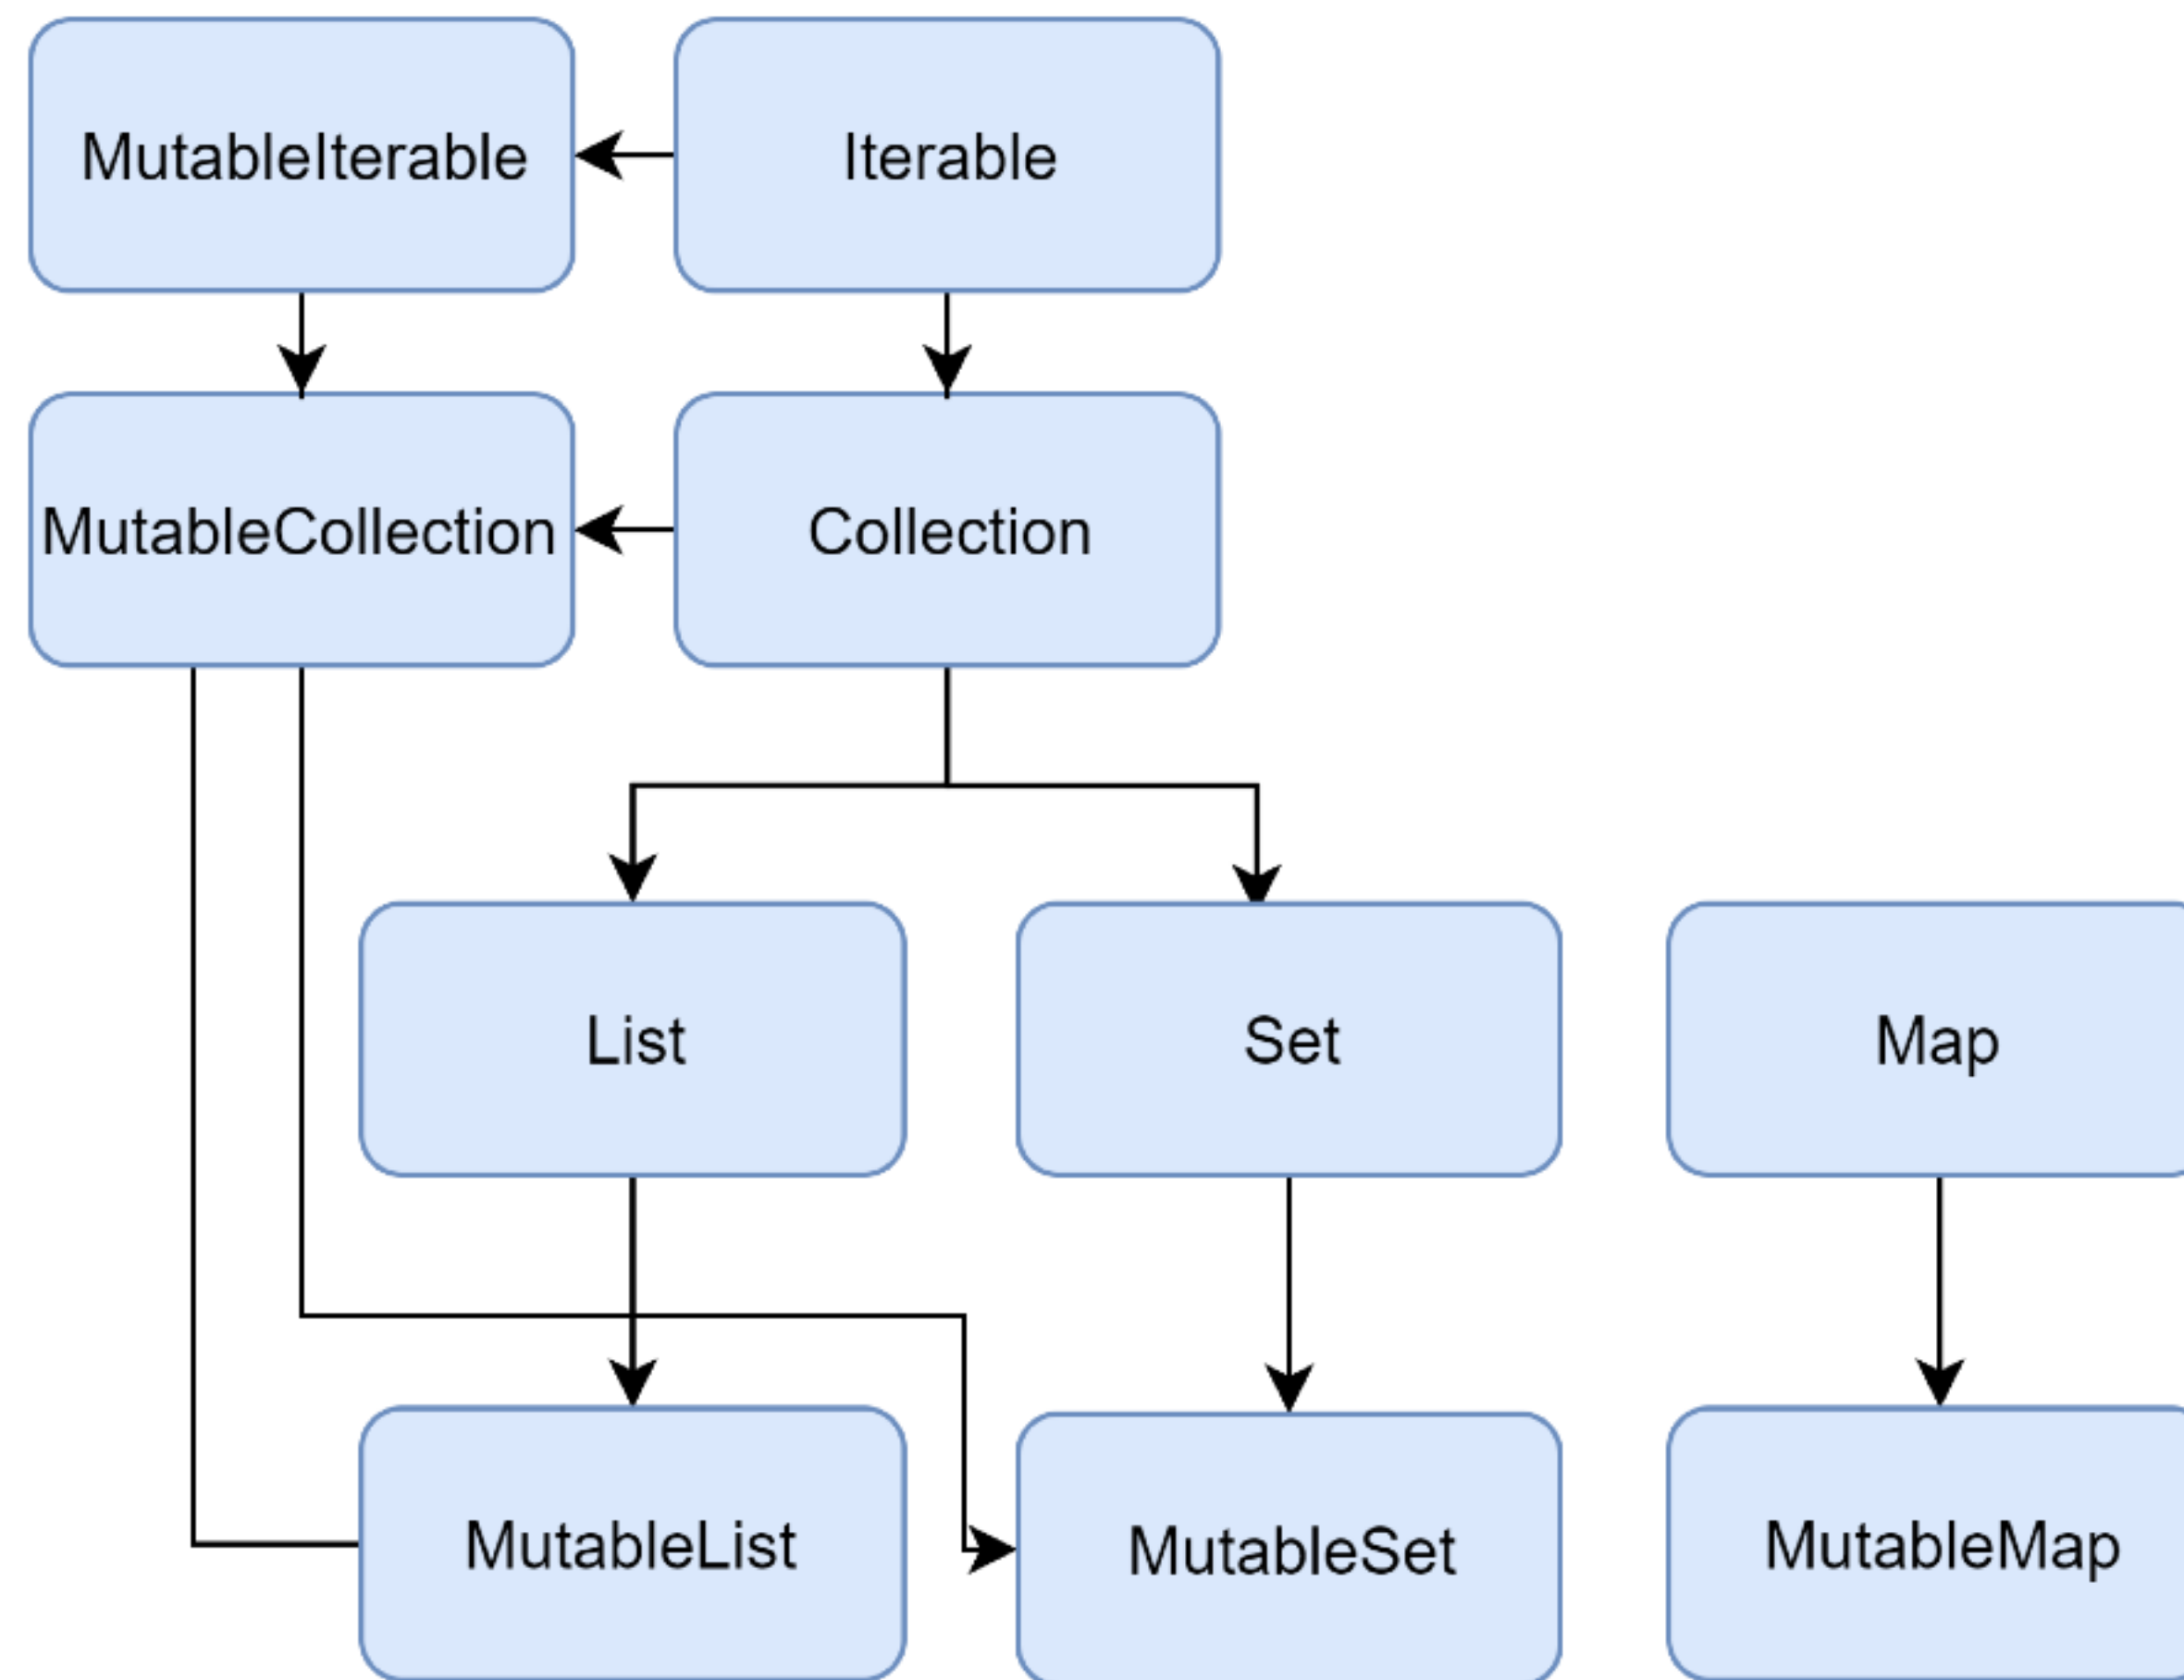 MutableIterable
Iterable
MutableCollection
Collection
List
Set
Map
MutableList
MutableSet
MutableMap